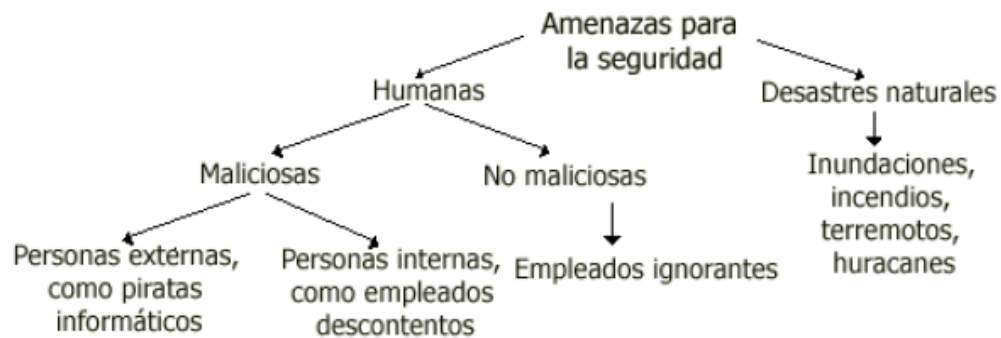 Amenazas para
la seguridad
Humanas
Desastres naturales
Maliciosas
No maliciosas
Inundaciones,
incendios,
terremotos,
huracanes
Personas externas,
como piratas
informáticos
Personas internas,
como empleados
descontentos
Empleados ignorantes